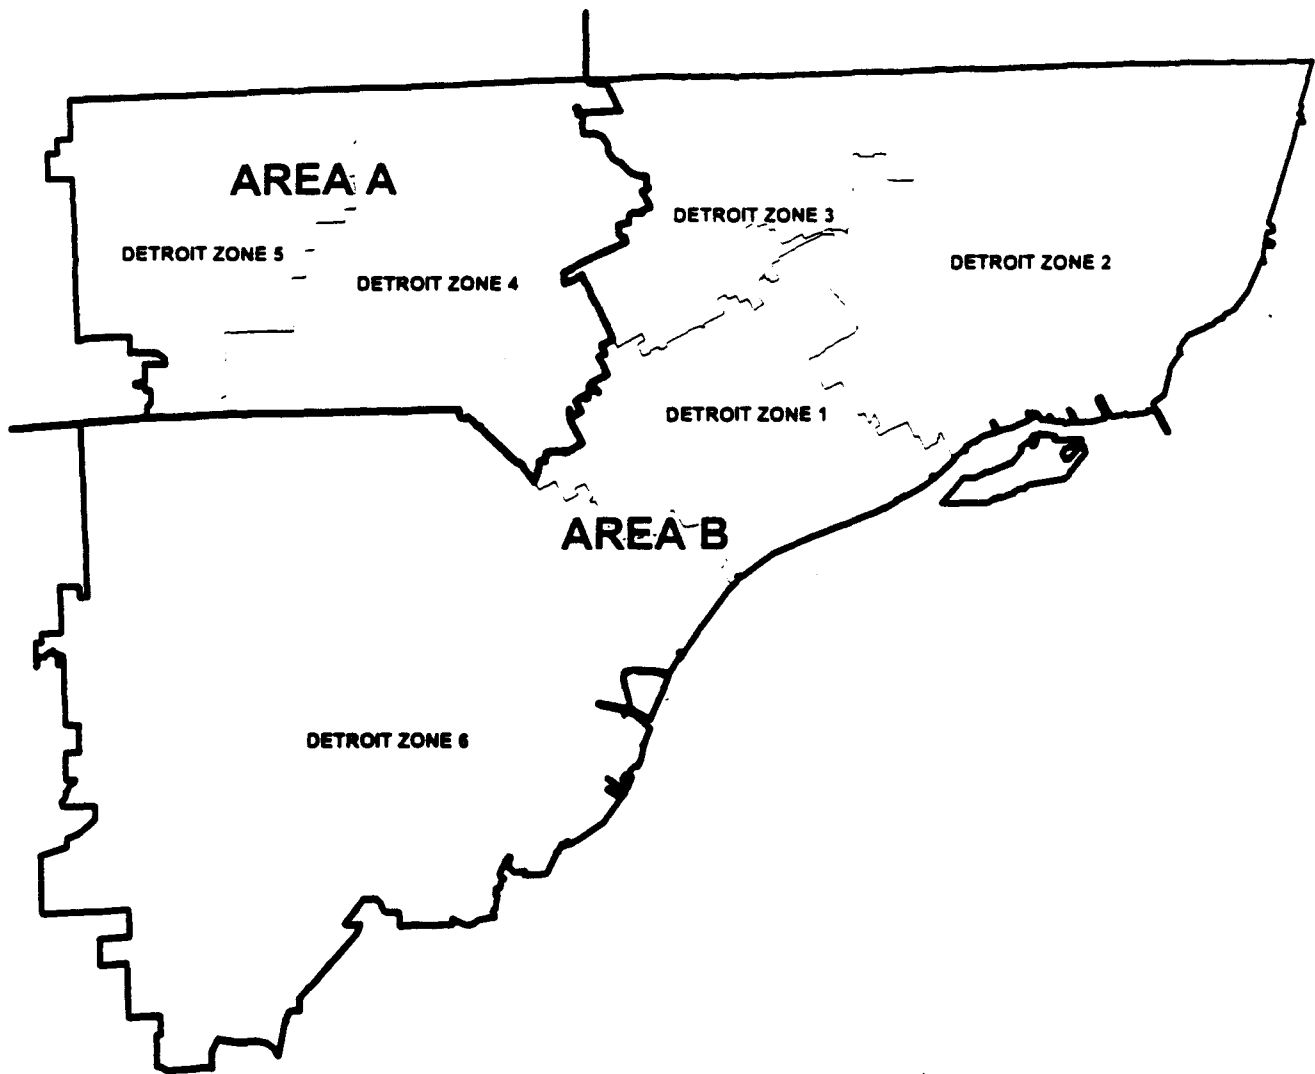 AREA A
DETROIT ZONE 3
DETROIT ZONE 5
DETROIT ZONE 4
DETROIT ZONE 2
DETROIT ZONE 1
AREA B
DETROIT ZONE 6